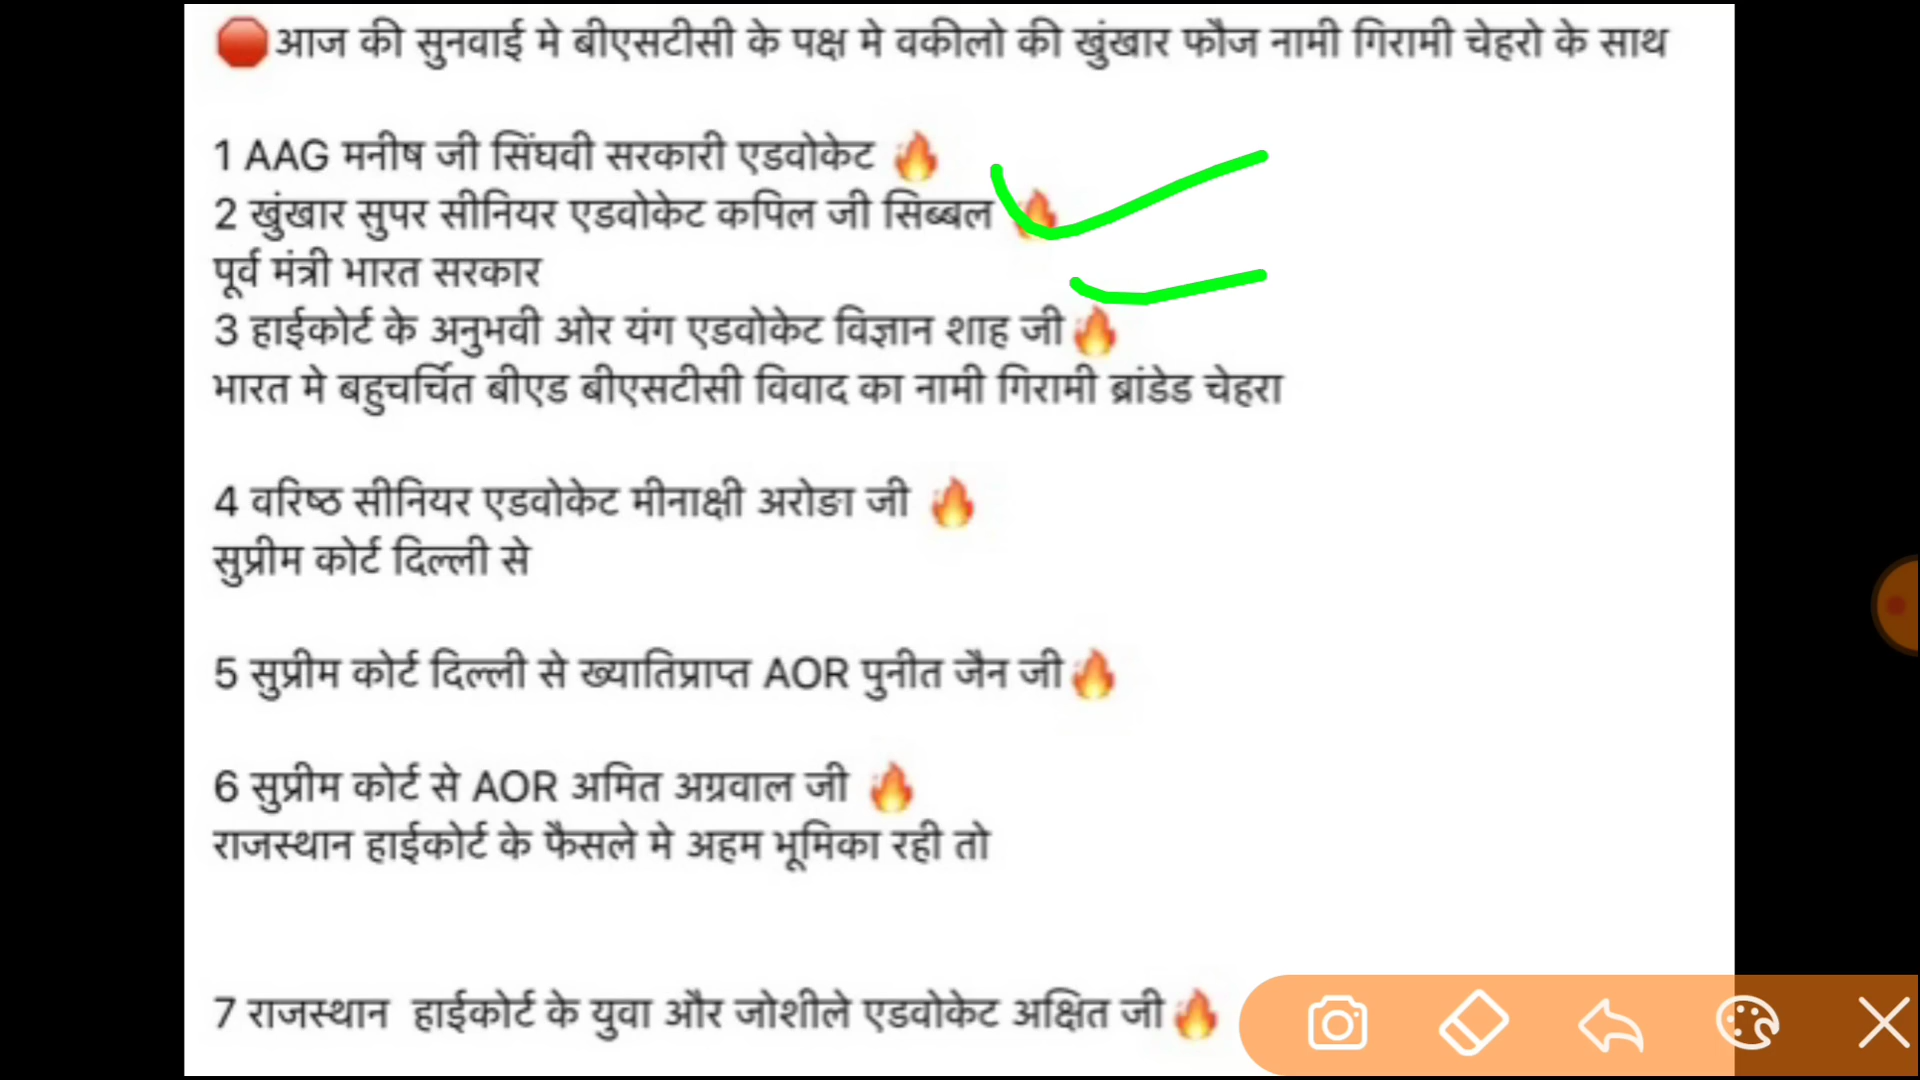 🛑आज की सुनवाई मे बीएसटीसी के पक्ष मे वकीलो की खुंखार फौज नामी गिरामी चेहरो के साथ
1 AAG मनीष जी सिंघवी सरकारी एडवोकेट 🔥
2 खुंखार सुपर सीनियर एडवोकेट कपिल जी सिब्बल 🔥
पूर्व मंत्री भारत सरकार
3 हाईकोर्ट के अनुभवी ओर यंग एडवोकेट विज्ञान शाह जी🔥
भारत मे बहुचर्चित बीएड बीएसटीसी विवाद का नामी गिरामी ब्रांडेड चेहरा
4 वरिष्ठ सीनियर एडवोकेट मीनाक्षी अरोङा जी 🔥
सुप्रीम कोर्ट दिल्ली से
5 सुप्रीम कोर्ट दिल्ली से ख्यातिप्राप्त AOR पुनीत जैन जी🔥
6 सुप्रीम कोर्ट से AOR अमित अग्रवाल जी 🔥
राजस्थान हाईकोर्ट के फैसले मे अहम भूमिका रही तो
7 राजस्थान हाईकोर्ट के युवा और जोशीले एडवोकेट अक्षित जी🔥